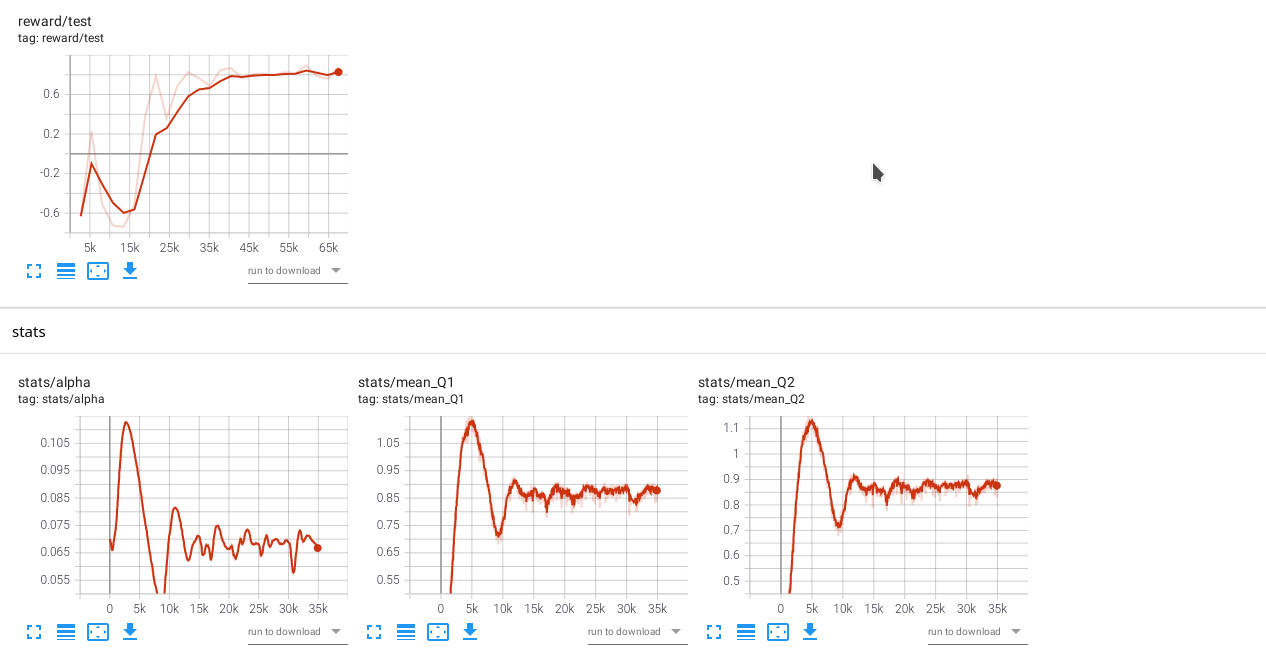 reward/test
tag: reward/test
0.6
0.2
-0.2
-0.6
5k 15k 25k 35k 45k 55k 65k
run to download
stats
stats/alpha
tag: stats/alpha
0.105
0.095
0.085
0.075
0.065
0.055
0 5k 10k 15k 20k 25k 30k 35k
run to download
stats/mean_Q1
tag: stats/mean_Q1
1.05
0.95
0.85
0.75
0.65
0.55
0 5k 10k 15k 20k 25k 30k 35k
run to download
stats/mean_Q2
tag: stats/mean_Q2
1.1
1
0.9
0.8
0.7
0.6
0.5
0 5k 10k 15k 20k 25k 30k 35k
run to download